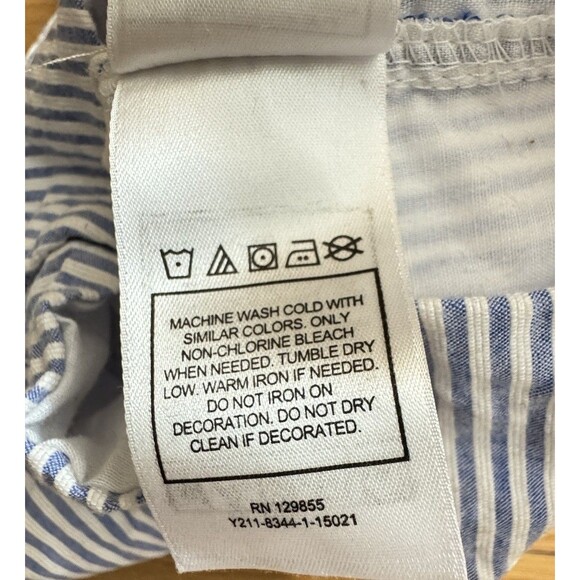 MACHINE WASH COLD WITH
SIMILAR COLORS. ONLY
NON-CHLORINE BLEACH
WHEN NEEDED. TUMBLE DRY
LOW. WARM IRON IF NEEDED.
DO NOT IRON ON
DECORATION. DO NOT DRY
CLEAN IF DECORATED.
RN 129855
Y211-8344-1-15021